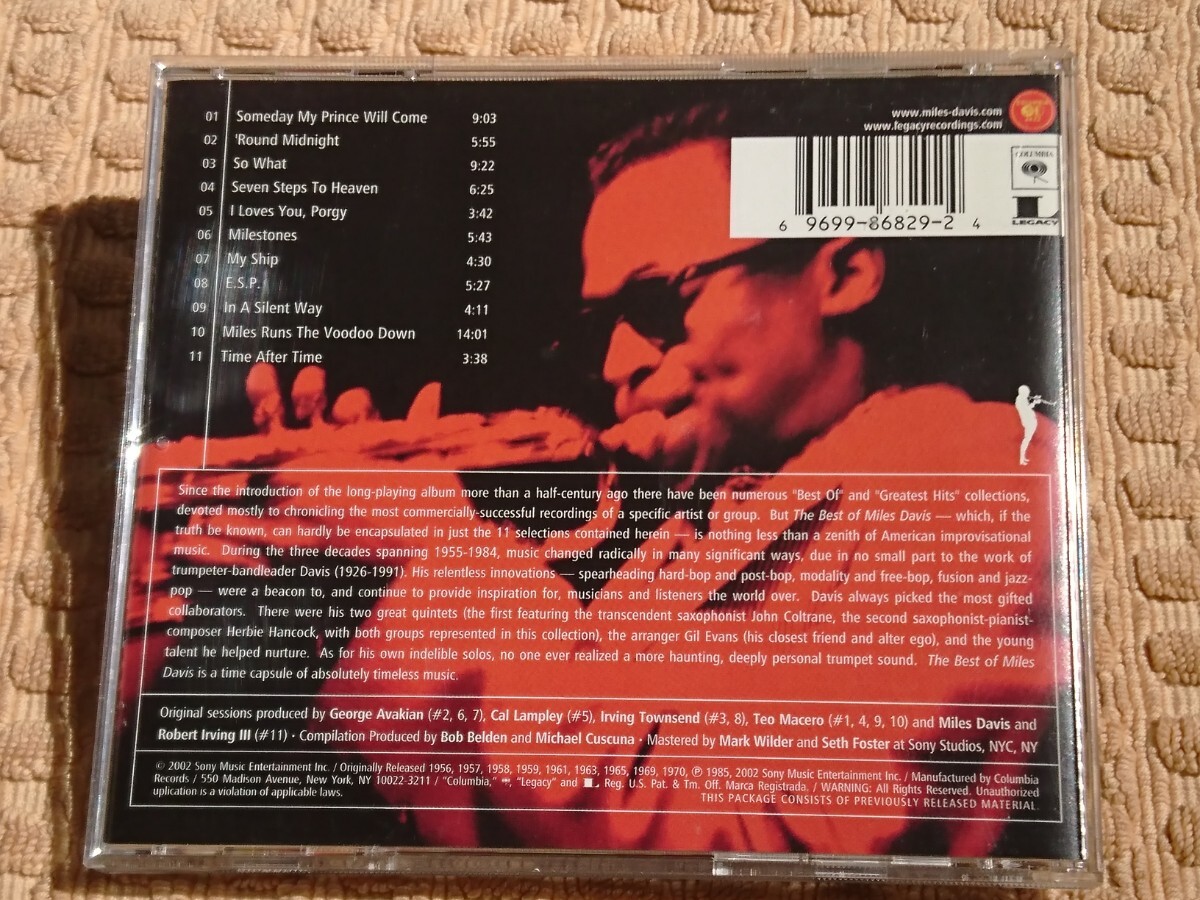 01 Someday My Prince Will Come 9:03
02 'Round Midnight 5:55
03 So What 9:22
04 Seven Steps To Heaven 6:25
05 I Loves You, Porgy 3:42
06 Milestones 5:43
07 My Ship 4:30
08 E.S.P. 5:27
09 In A Silent Way 4:11
10 Miles Runs The Voodoo Down 14:01
11 Time After Time 3:38
www.miles-davis.com
www.legacyrecordings.com
6 9699-86829-2 4
COLUMBIA
L
LEGACY
Since the introduction of the long-playing album more than a half-century ago there have been numerous "Best Of" and "Greatest Hits" collections,
devoted mostly to chronicling the most commercially-successful recordings of a specific artist or group. But The Best of Miles Davis — which, if the
truth be known, can hardly be encapsulated in just the 11 selections contained herein — is nothing less than a zenith of American improvisational
music. During the three decades spanning 1955-1984, music changed radically in many significant ways, due in no small part to the work of
trumpeter-bandleader Davis (1926-1991). His relentless innovations — spearheading hard-bop and post-bop, modality and free-bop, fusion and jazz-
pop — were a beacon to, and continue to provide inspiration for, musicians and listeners the world over. Davis always picked the most gifted
collaborators. There were his two great quintets (the first featuring the transcendent saxophonist John Coltrane, the second saxophonist-pianist-
composer Herbie Hancock, with both groups represented in this collection), the arranger Gil Evans (his closest friend and alter ego), and the young
talent he helped nurture. As for his own indelible solos, no one ever realized a more haunting, deeply personal trumpet sound. The Best of Miles
Davis is a time capsule of absolutely timeless music.
Original sessions produced by George Avakian (#2, 6, 7), Cal Lampley (#5), Irving Townsend (#3, 8), Teo Macero (#1, 4, 9, 10) and Miles Davis and
Robert Irving III (#11) · Compilation Produced by Bob Belden and Michael Cuscuna · Mastered by Mark Wilder and Seth Foster at Sony Studios, NYC, NY
© 2002 Sony Music Entertainment Inc. / Originally Released 1956, 1957, 1958, 1959, 1961, 1963, 1965, 1969, 1970, ℗ 1985, 2002 Sony Music Entertainment Inc. / Manufactured by Columbia
Records / 550 Madison Avenue, New York, NY 10022-3211 / "Columbia," "Legacy" and L Reg. U.S. Pat. & Tm. Off. Marca Registrada. / WARNING: All Rights Reserved. Unauthorized
uplication is a violation of applicable laws.
THIS PACKAGE CONSISTS OF PREVIOUSLY RELEASED MATERIAL.